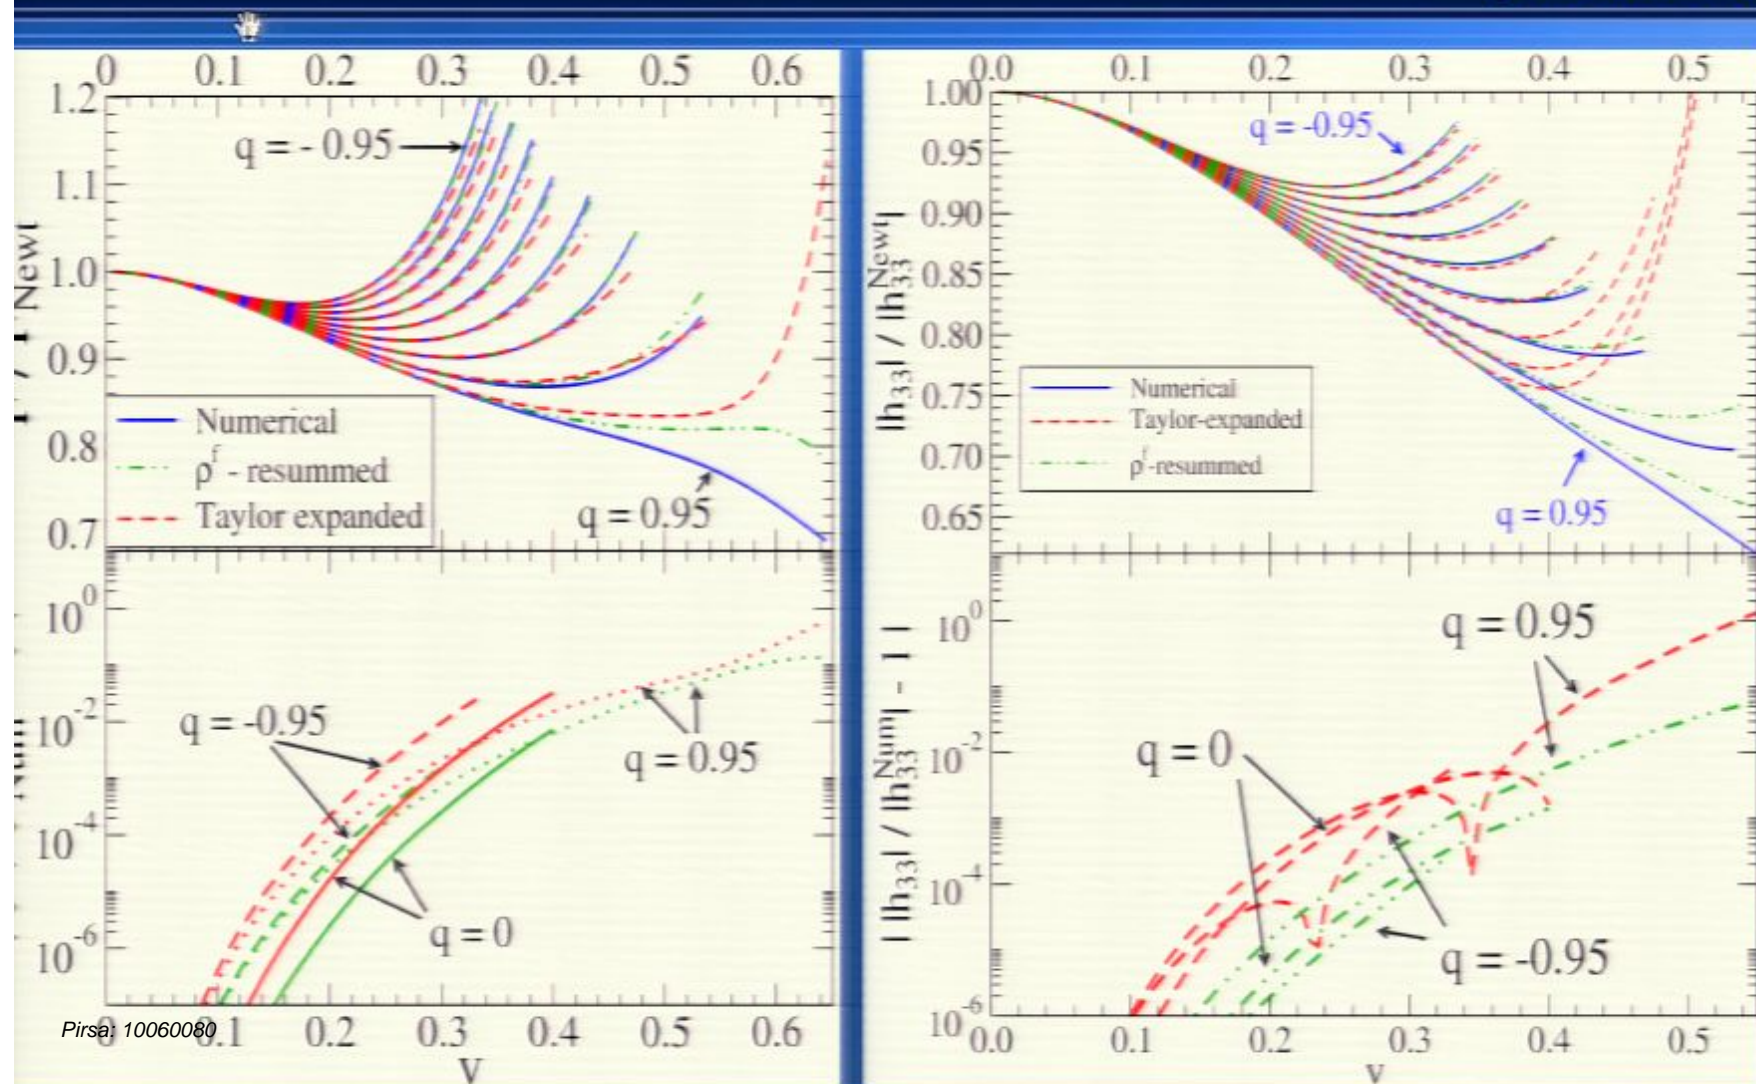 0 0.1 0.2 0.3 0.4 0.5 0.6
1.2
1.1
1.0
0.9
0.8
0.7
Newt
q = - 0.95
Numerical
ρf - resummed
Taylor expanded
q = 0.95
10^0
10^-2
10^-4
10^-6
q = -0.95
q = 0.95
q = 0
0 0.1 0.2 0.3 0.4 0.5 0.6
v
Pirsa: 10060080
0.0 0.1 0.2 0.3 0.4 0.5
1.00
0.95
0.90
0.85
0.80
0.75
0.70
0.65
|h33| / |h33^Newt|
q = -0.95
Numerical
Taylor-expanded
ρf-resummed
q = 0.95
10^0
10^-2
10^-4
10^-6
| |h33| / |h33^Num| - 1 |
q = 0.95
q = 0
q = -0.95
0.0 0.1 0.2 0.3 0.4 0.5
v